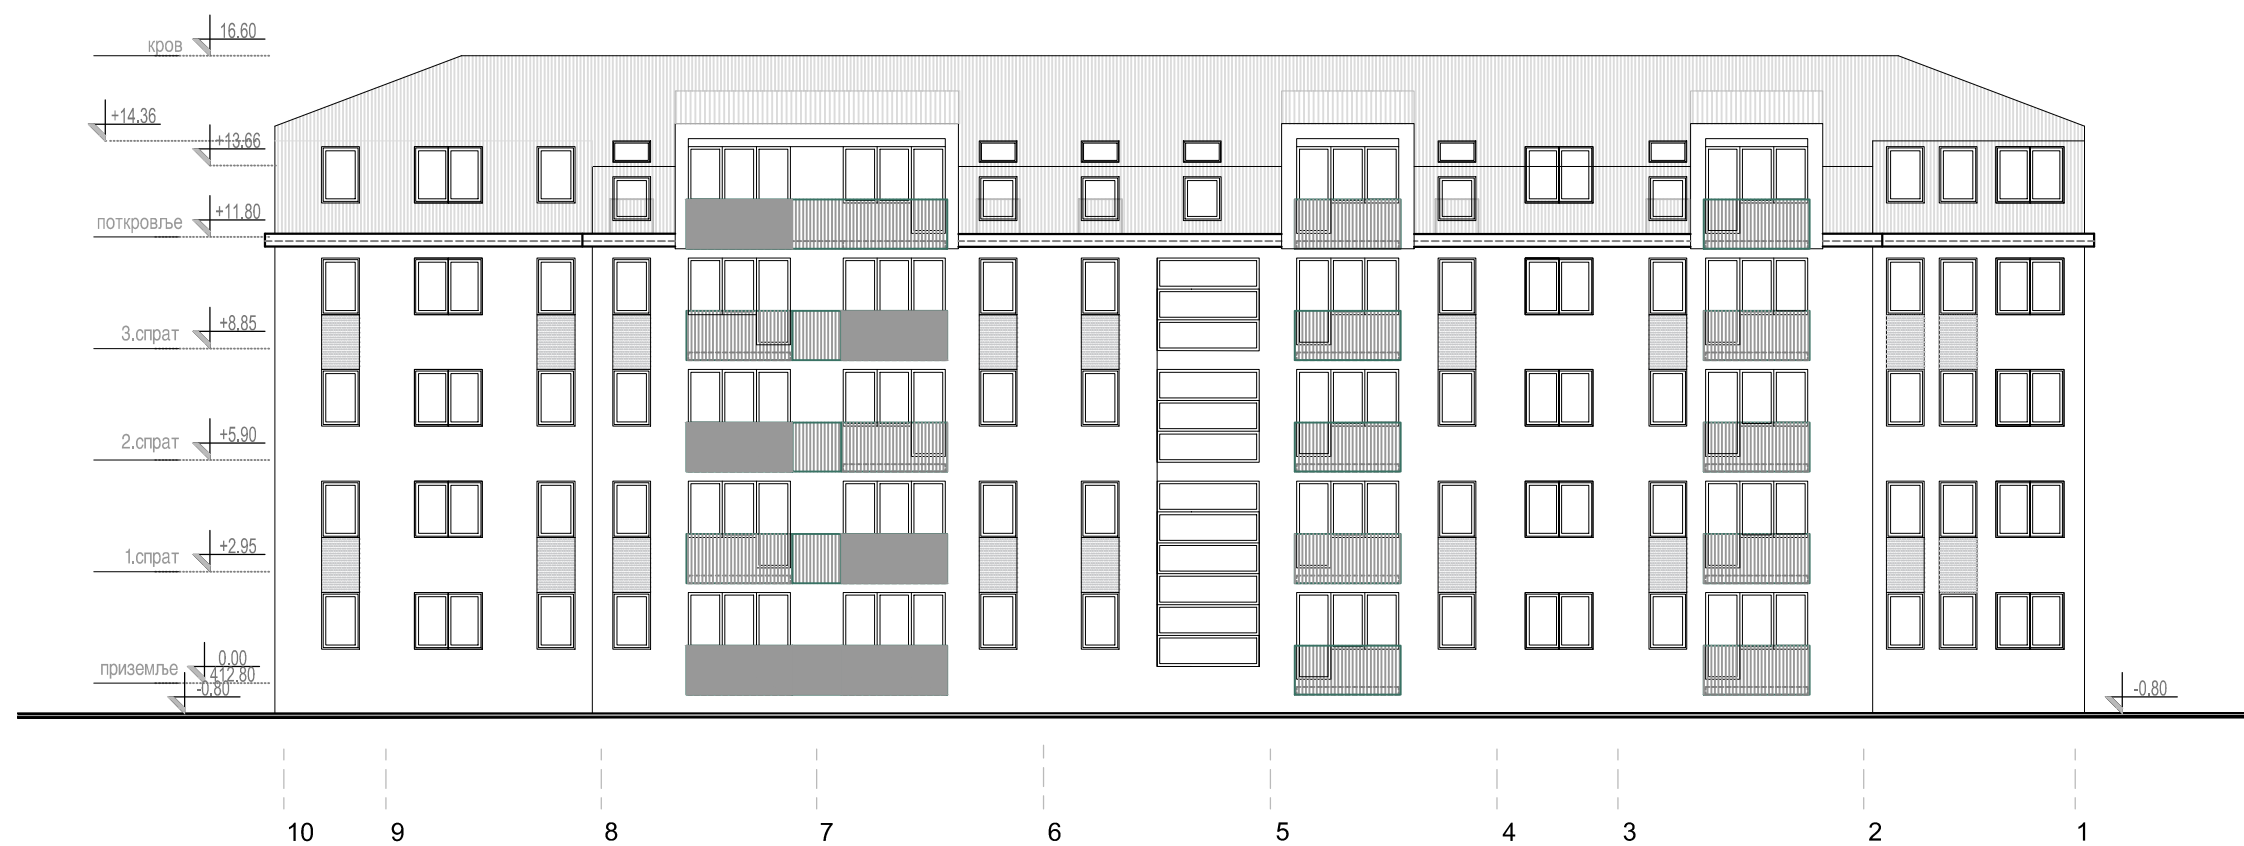 16.60
кров
+14.36
+13.66
+11.80
поткровље
+8.85
3.спрат
+5.90
2.спрат
+2.95
1.спрат
0.00
приземље
412.80
-0.80
-0.80
10 9 8 7 6 5 4 3 2 1